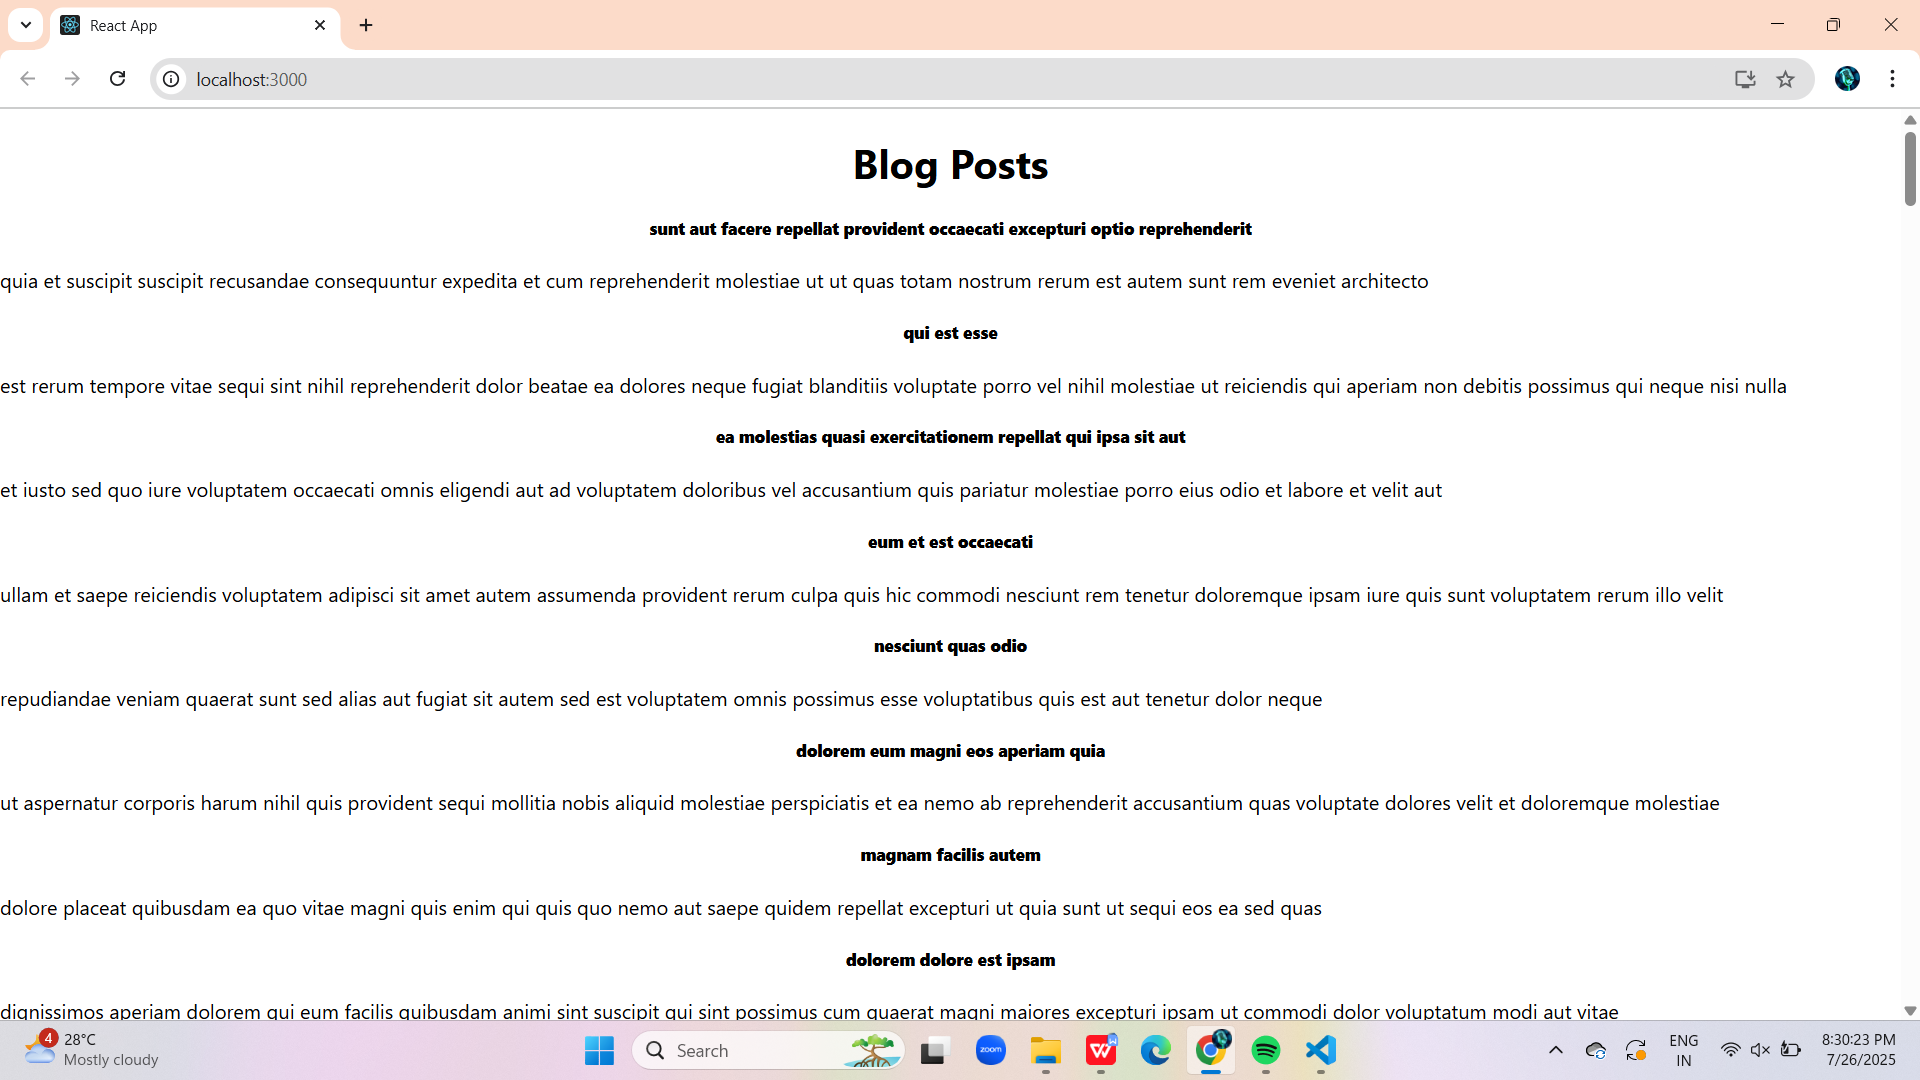 React App
localhost:3000
Blog Posts
sunt aut facere repellat provident occaecati excepturi optio reprehenderit
quia et suscipit suscipit recusandae consequuntur expedita et cum reprehenderit molestiae ut ut quas totam nostrum rerum est autem sunt rem eveniet architecto
qui est esse
est rerum tempore vitae sequi sint nihil reprehenderit dolor beatae ea dolores neque fugiat blanditiis voluptate porro vel nihil molestiae ut reiciendis qui aperiam non debitis possimus qui neque nisi nulla
ea molestias quasi exercitationem repellat qui ipsa sit aut
et iusto sed quo iure voluptatem occaecati omnis eligendi aut ad voluptatem doloribus vel accusantium quis pariatur molestiae porro eius odio et labore et velit aut
eum et est occaecati
ullam et saepe reiciendis voluptatem adipisci sit amet autem assumenda provident rerum culpa quis hic commodi nesciunt rem tenetur doloremque ipsam iure quis sunt voluptatem rerum illo velit
nesciunt quas odio
repudiandae veniam quaerat sunt sed alias aut fugiat sit autem sed est voluptatem omnis possimus esse voluptatibus quis est aut tenetur dolor neque
dolorem eum magni eos aperiam quia
ut aspernatur corporis harum nihil quis provident sequi mollitia nobis aliquid molestiae perspiciatis et ea nemo ab reprehenderit accusantium quas voluptate dolores velit et doloremque molestiae
magnam facilis autem
dolore placeat quibusdam ea quo vitae magni quis enim qui quis quo nemo aut saepe quidem repellat excepturi ut quia sunt ut sequi eos ea sed quas
dolorem dolore est ipsam
dignissimos aperiam dolorem qui eum facilis quibusdam animi sint suscipit qui sint possimus cum quaerat magni maiores excepturi ipsam ut commodi dolor voluptatum modi aut vitae
4
28°C
Mostly cloudy
Search
zoom
W
W
ENG
IN
8:30:23 PM
7/26/2025